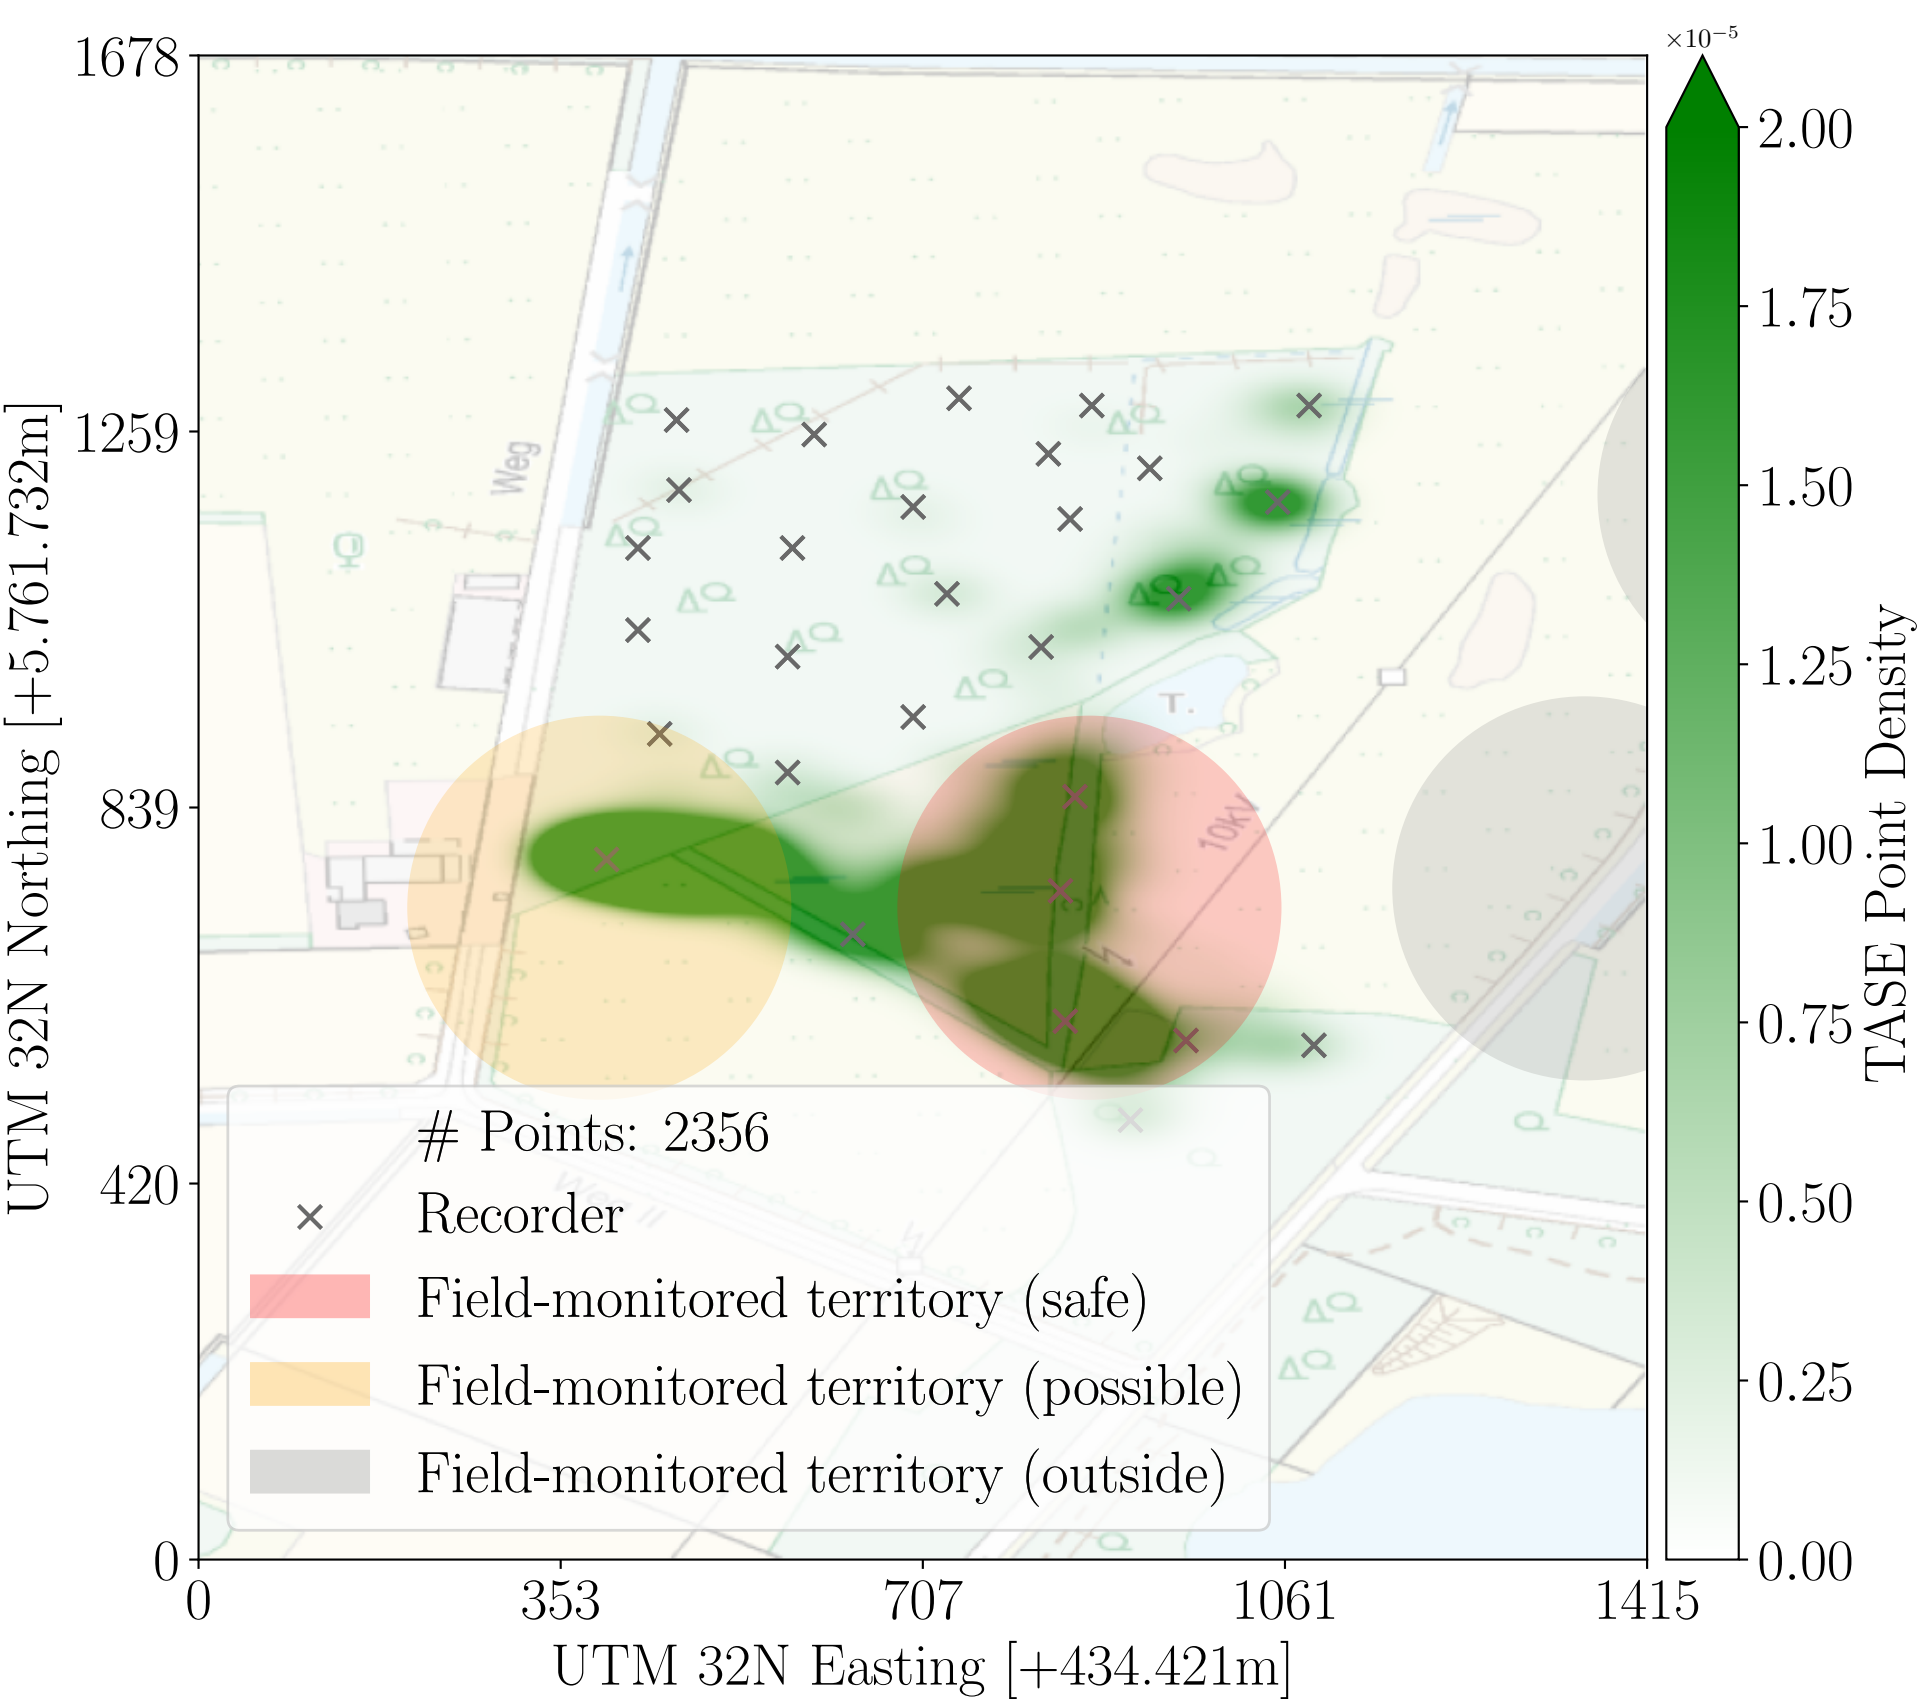 ×10⁻⁵
1678
1259
839
420
0
UTM 32N Northing [+5.761.732m]
Weg
T.
10kV
Weg II
# Points: 2356
Recorder
Field-monitored territory (safe)
Field-monitored territory (possible)
Field-monitored territory (outside)
0
353
707
1061
1415
UTM 32N Easting [+434.421m]
2.00
1.75
1.50
1.25
1.00
0.75
0.50
0.25
0.00
TASE Point Density